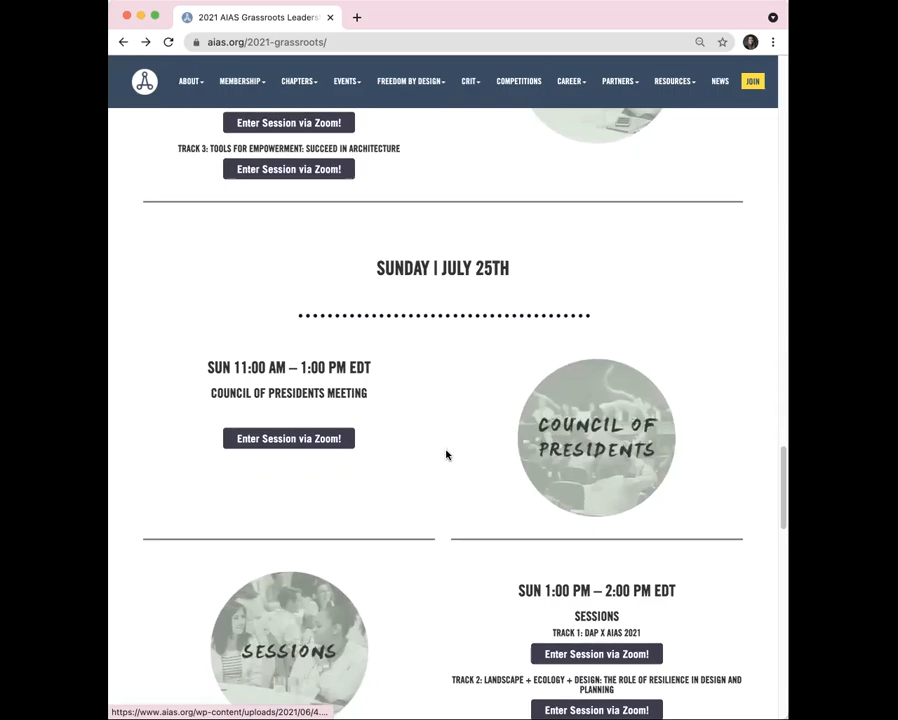 2021 AIAS Grassroots Leaders
aias.org/2021-grassroots/
ABOUT MEMBERSHIP CHAPTERS EVENTS FREEDOM BY DESIGN CRIT COMPETITIONS CAREER PARTNERS RESOURCES NEWS JOIN
Enter Session via Zoom!
TRACK 3: TOOLS FOR EMPOWERMENT: SUCCEED IN ARCHITECTURE
Enter Session via Zoom!
SUNDAY | JULY 25TH
SUN 11:00 AM – 1:00 PM EDT
COUNCIL OF PRESIDENTS MEETING
Enter Session via Zoom!
COUNCIL OF
PRESIDENTS
SESSIONS
SUN 1:00 PM – 2:00 PM EDT
SESSIONS
TRACK 1: DAP X AIAS 2021
Enter Session via Zoom!
TRACK 2: LANDSCAPE + ECOLOGY + DESIGN: THE ROLE OF RESILIENCE IN DESIGN AND
PLANNING
Enter Session via Zoom!
https://www.aias.org/wp-content/uploads/2021/06/4....